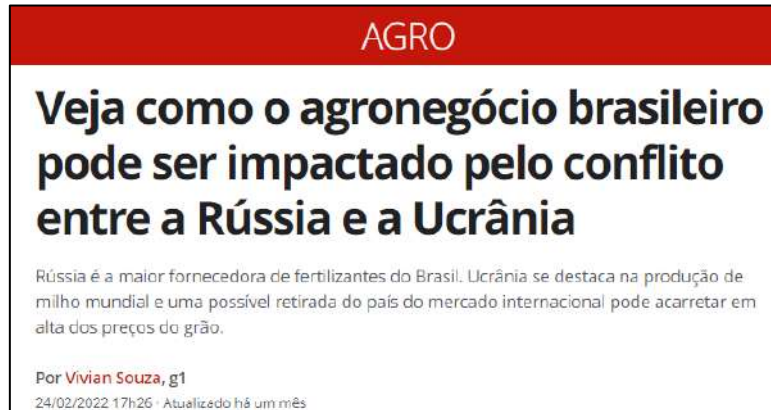 AGRO
Veja como o agronegócio brasileiro
pode ser impactado pelo conflito
entre a Rússia e a Ucrânia
Rússia é a maior fornecedora de fertilizantes do Brasil. Ucrânia se destaca na produção de
milho mundial e uma possível retirada do país do mercado internacional pode acarretar em
alta dos preços do grão.
Por Vivian Souza, g1
24/02/2022 17h26 · Atualizado há um mês